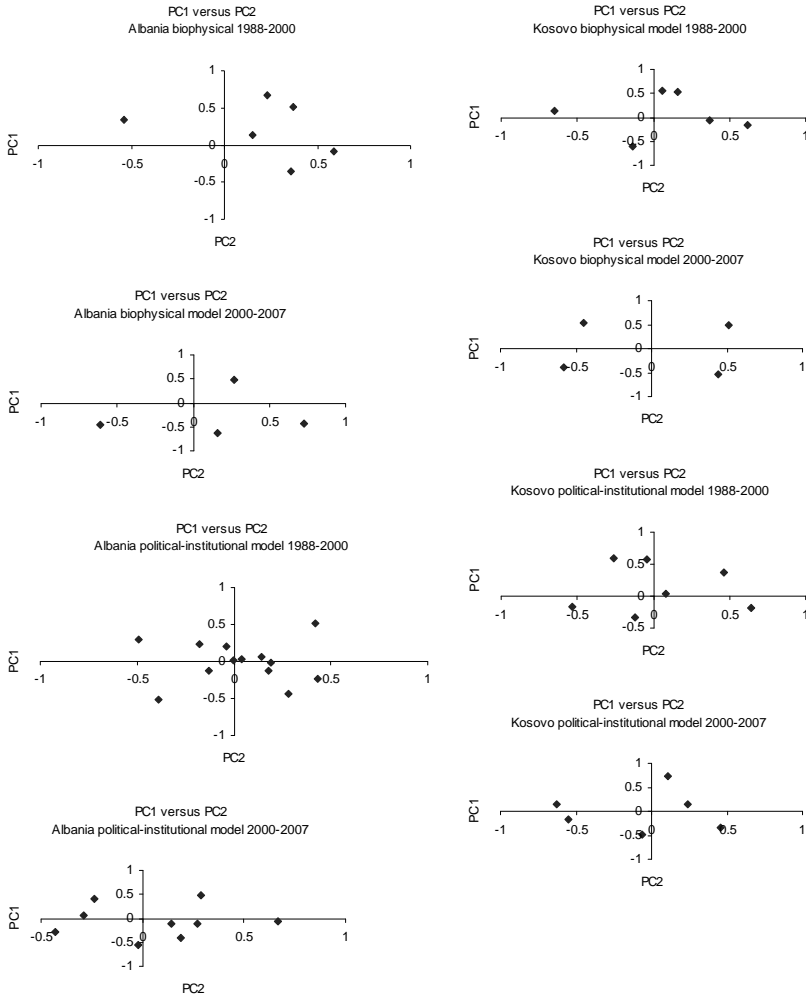 PC1 versus PC2
Albania biophysical 1988-2000
1
0.5
0
-1 -0.5 0 0.5 1
-0.5
-1
PC1
PC2
PC1 versus PC2
Albania biophysical model 2000-2007
1
0.5
0
-1 -0.5 0 0.5 1
-0.5
-1
PC1
PC2
PC1 versus PC2
Albania political-institutional model 1988-2000
1
0.5
0
-1 -0.5 0 0.5 1
-0.5
-1
PC1
PC2
PC1 versus PC2
Albania political-institutional model 2000-2007
1
0.5
0
-0.5 0 0.5 1
-0.5
-1
PC1
PC2
PC1 versus PC2
Kosovo biophysical model 1988-2000
1
0.5
0
-1 -0.5 0 0.5 1
-0.5
-1
PC1
PC2
PC1 versus PC2
Kosovo biophysical model 2000-2007
1
0.5
0
-1 -0.5 0 0.5 1
-0.5
-1
PC1
PC2
PC1 versus PC2
Kosovo political-institutional model 1988-2000
1
0.5
0
-1 -0.5 0 0.5 1
-0.5
PC1
PC2
PC1 versus PC2
Kosovo political-institutional model 2000-2007
1
0.5
0
-1 -0.5 0 0.5 1
-0.5
-1
PC1
PC2